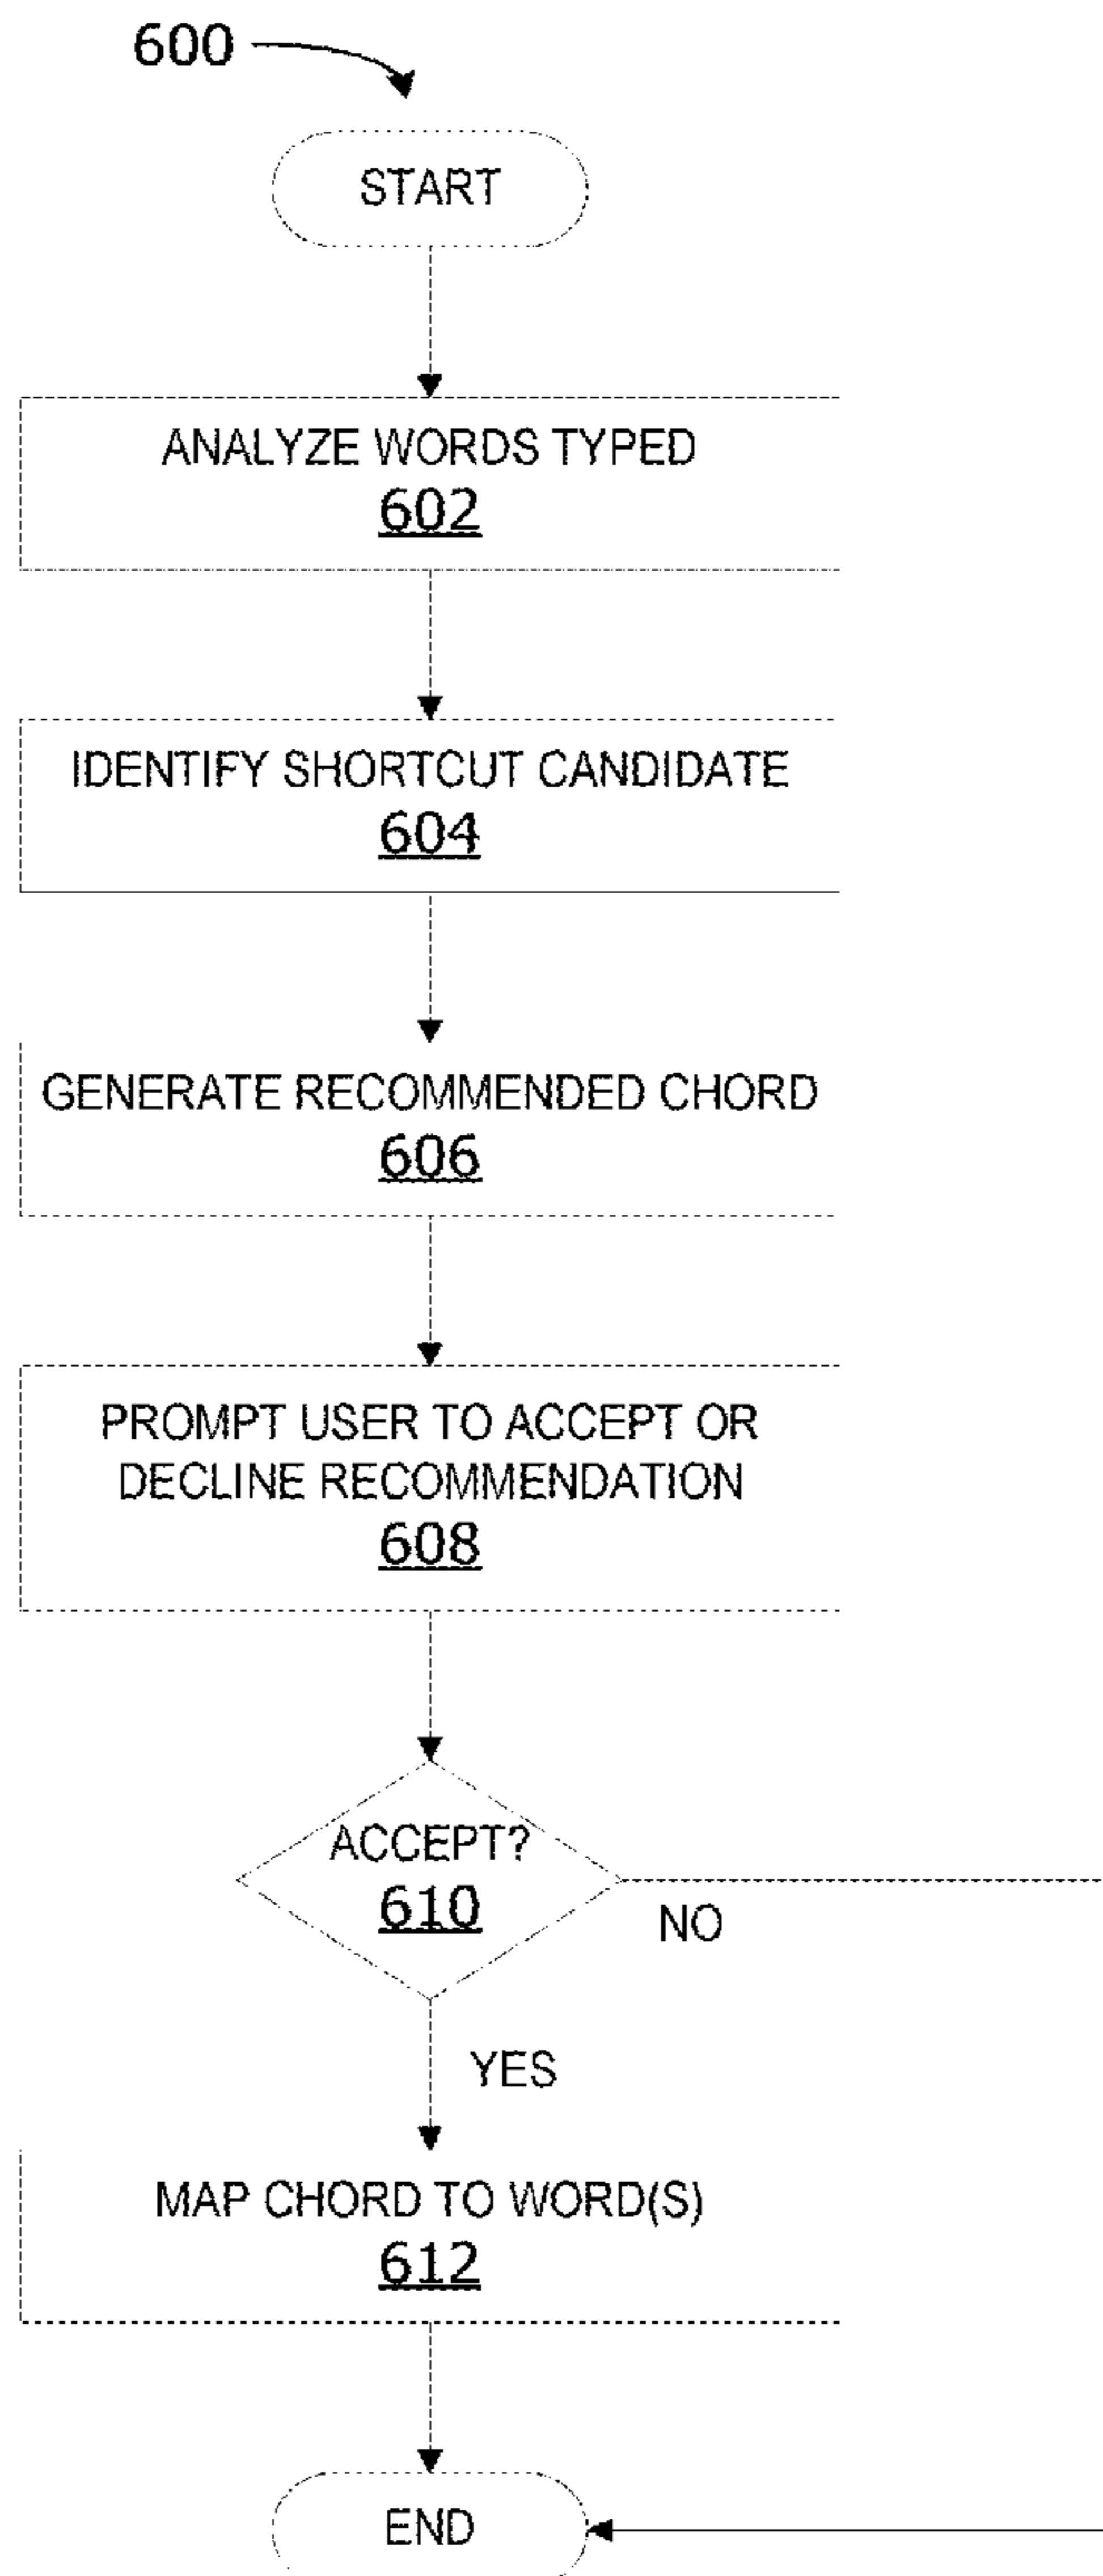 600
START
ANALYZE WORDS TYPED
602
IDENTIFY SHORTCUT CANDIDATE
604
GENERATE RECOMMENDED CHORD
606
PROMPT USER TO ACCEPT OR
DECLINE RECOMMENDATION
608
ACCEPT?
610
NO
YES
MAP CHORD TO WORD(S)
612
END